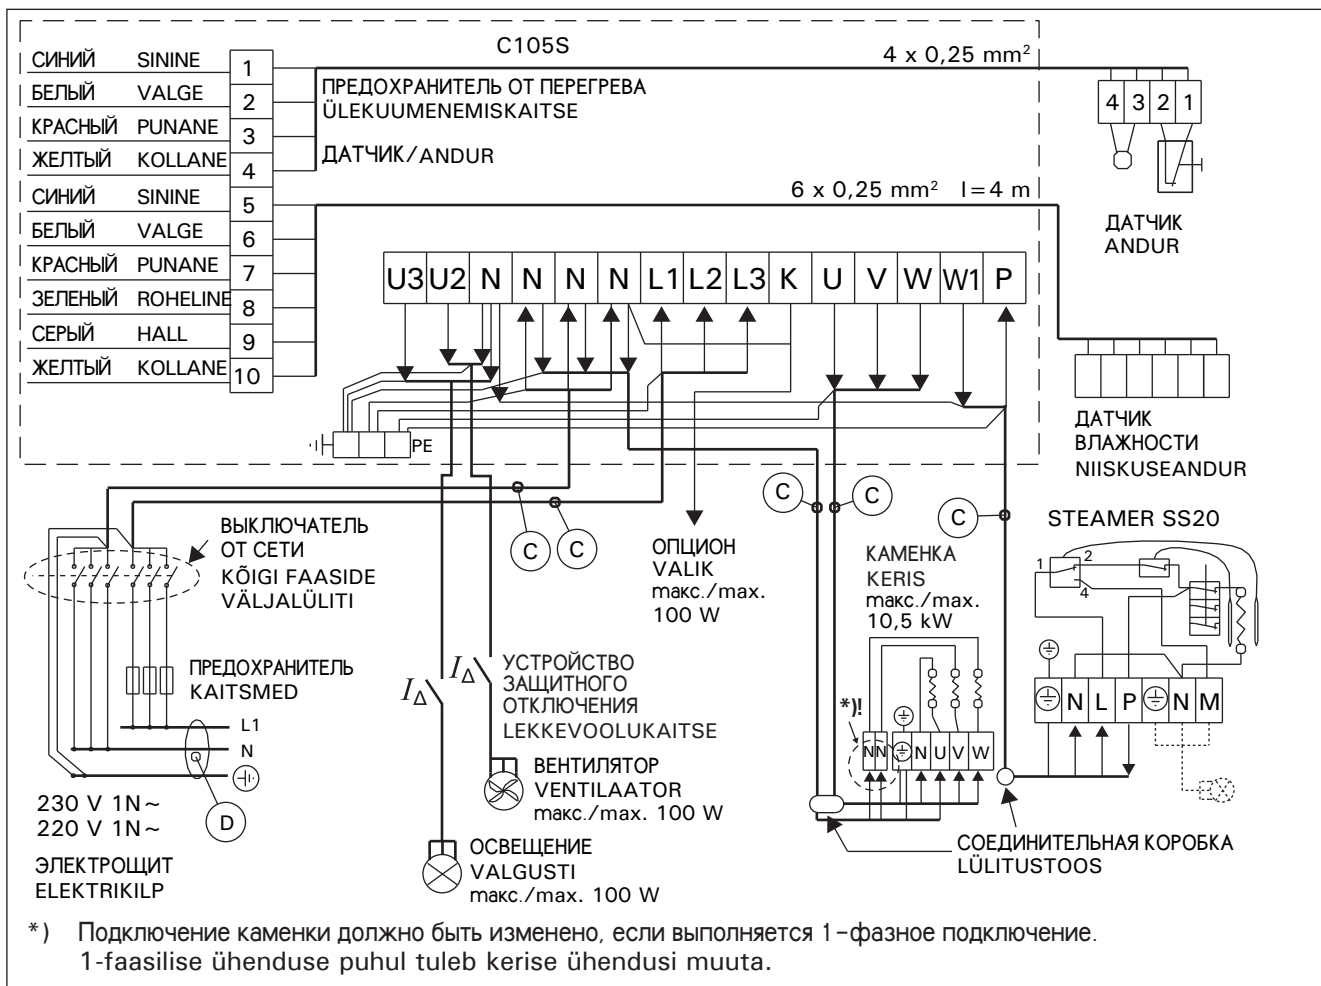 C105S
4 x 0,25 mm²
СИНИЙ SININE 1
БЕЛЫЙ VALGE 2
КРАСНЫЙ PUNANE 3
ЖЕЛТЫЙ KOLLANE 4
СИНИЙ SININE 5
БЕЛЫЙ VALGE 6
КРАСНЫЙ PUNANE 7
ЗЕЛЕНЫЙ ROHELINE 8
СЕРЫЙ HALL 9
ЖЕЛТЫЙ KOLLANE 10
ПРЕДОХРАНИТЕЛЬ ОТ ПЕРЕГРЕВА
ÜLEKUUMENEMISKAITSE
ДАТЧИК/ANDUR
4 3 2 1
ДАТЧИК
ANDUR
6 x 0,25 mm² l=4 m
U3 U2 N N N N L1 L2 L3 K U V W W1 P
PE
ДАТЧИК
ВЛАЖНОСТИ
NIISKUSEANDUR
C
C
C
C
C
ВЫКЛЮЧАТЕЛЬ
ОТ СЕТИ
KÕIGI FAASIDE
VÄLJALÜLITI
ОПЦИОН
VALIK
макс./max.
100 W
КАМЕНКА
KERIS
макс./max.
10,5 kW
STEAMER SS20
1 2
4
ПРЕДОХРАНИТЕЛЬ
KAITSMED
I∆
I∆
УСТРОЙСТВО
ЗАЩИТНОГО
ОТКЛЮЧЕНИЯ
LEKKEVOOLUKAITSE
*)!
N N N U V W
N L P N M
L1
N
D
230 V 1N~
220 V 1N~
ЭЛЕКТРОЩИТ
ELEKTRIKILP
ВЕНТИЛЯТОР
VENTILAATOR
макс./max. 100 W
ОСВЕЩЕНИЕ
VALGUSTI
макс./max. 100 W
СОЕДИНИТЕЛЬНАЯ КОРОБКА
LÜLITUSTOOS
*) Подключение каменки должно быть изменено, если выполняется 1-фазное подключение.
1-faasilise ühenduse puhul tuleb kerise ühendusi muuta.